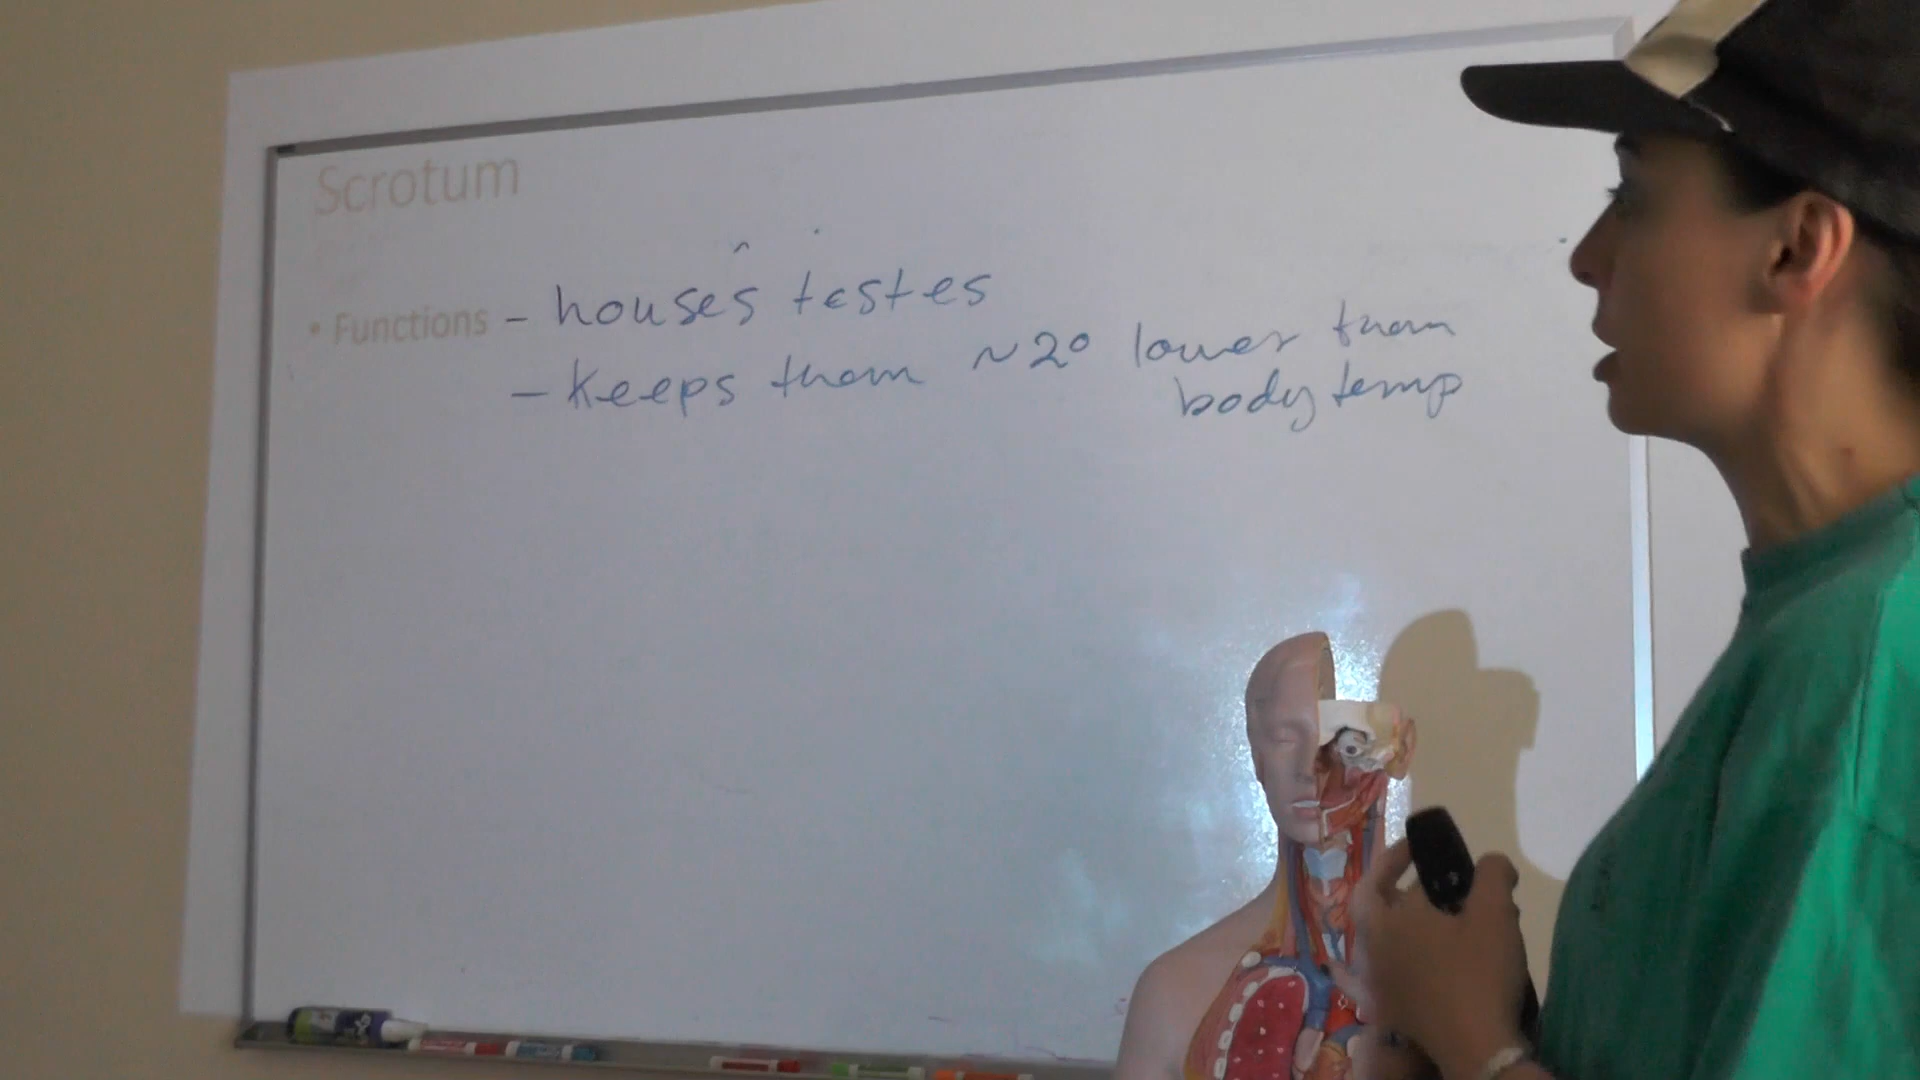 Scrotum
• Functions - houses testes
- Keeps them ~2° lower than
body temp